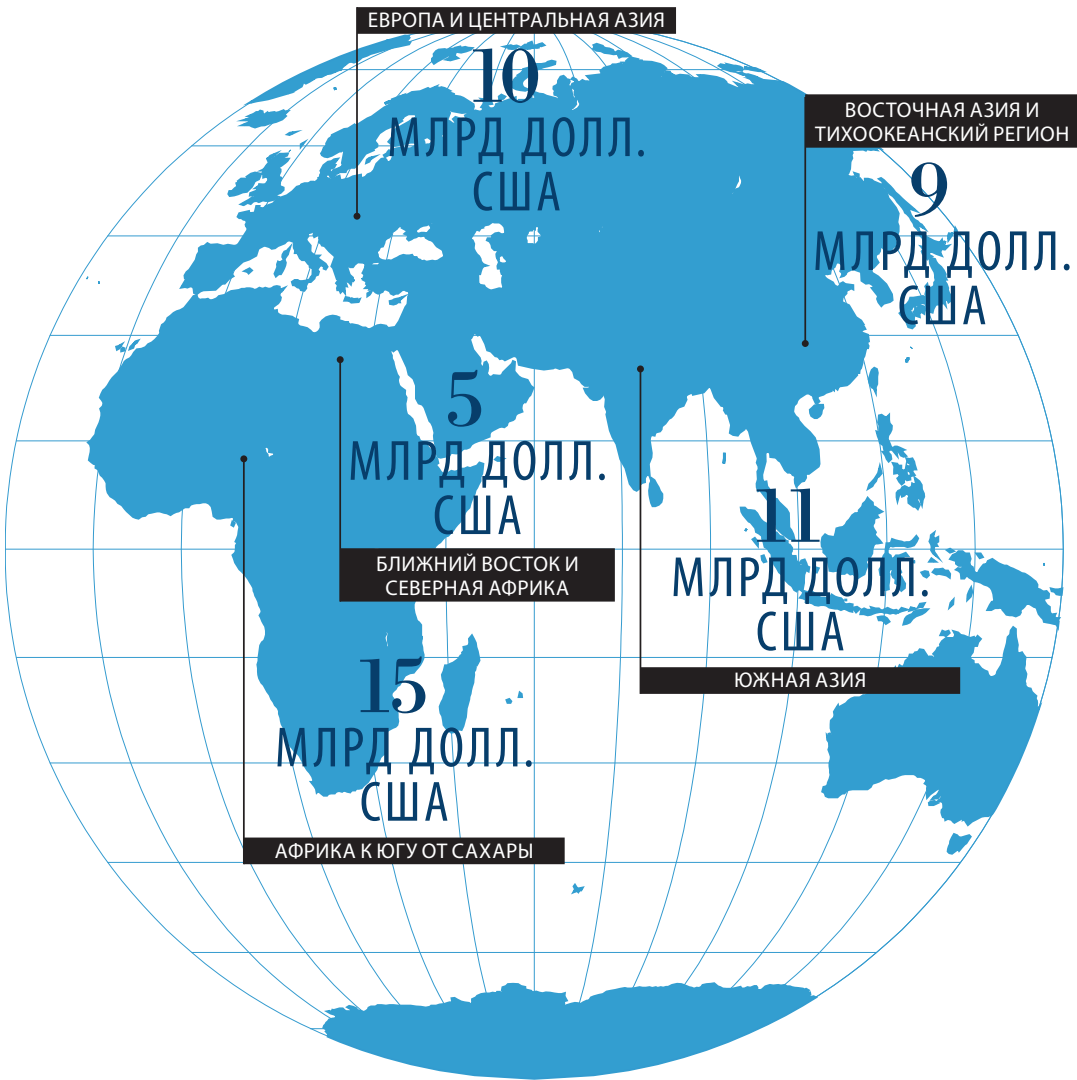 ЕВРОПА И ЦЕНТРАЛЬНАЯ АЗИЯ
10
МЛРД ДОЛЛ.
США
ВОСТОЧНАЯ АЗИЯ И
ТИХООКЕАНСКИЙ РЕГИОН
9
МЛРД ДОЛЛ.
США
5
МЛРД ДОЛЛ.
США
БЛИЖНИЙ ВОСТОК И
СЕВЕРНАЯ АФРИКА
11
МЛРД ДОЛЛ.
США
ЮЖНАЯ АЗИЯ
15
МЛРД ДОЛЛ.
США
АФРИКА К ЮГУ ОТ САХАРЫ